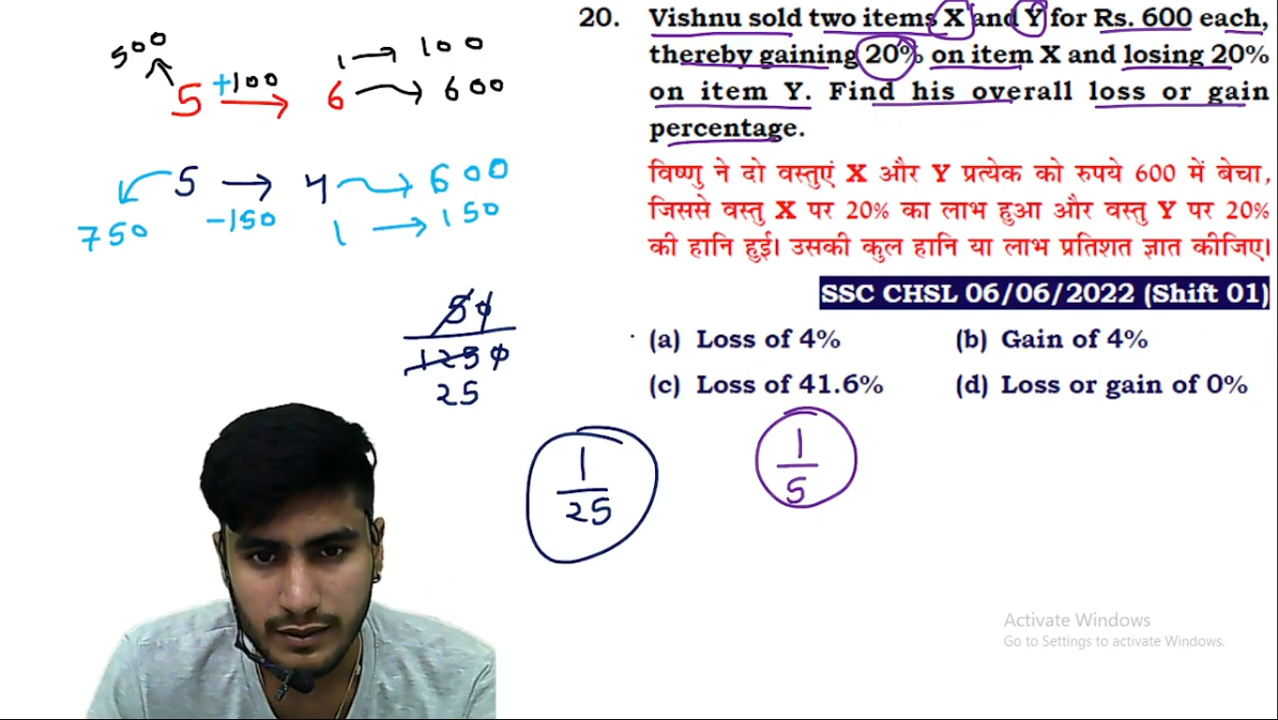 20. Vishnu sold two items X and Y for Rs. 600 each,
thereby gaining 20% on item X and losing 20%
on item Y. Find his overall loss or gain
percentage.
विष्णु ने दो वस्तुएं X और Y प्रत्येक को रुपये 600 में बेचा,
जिससे वस्तु X पर 20% का लाभ हुआ और वस्तु Y पर 20%
की हानि हुई। उसकी कुल हानि या लाभ प्रतिशत ज्ञात कीजिए।
SSC CHSL 06/06/2022 (Shift 01)
(a) Loss of 4% (b) Gain of 4%
(c) Loss of 41.6% (d) Loss or gain of 0%
500
1 → 100
5 +100 → 6 → 600
5 → 4 → 600
750 -150 1 → 150
50
1250
25
1
25
1
5
Activate Windows
Go to Settings to activate Windows.